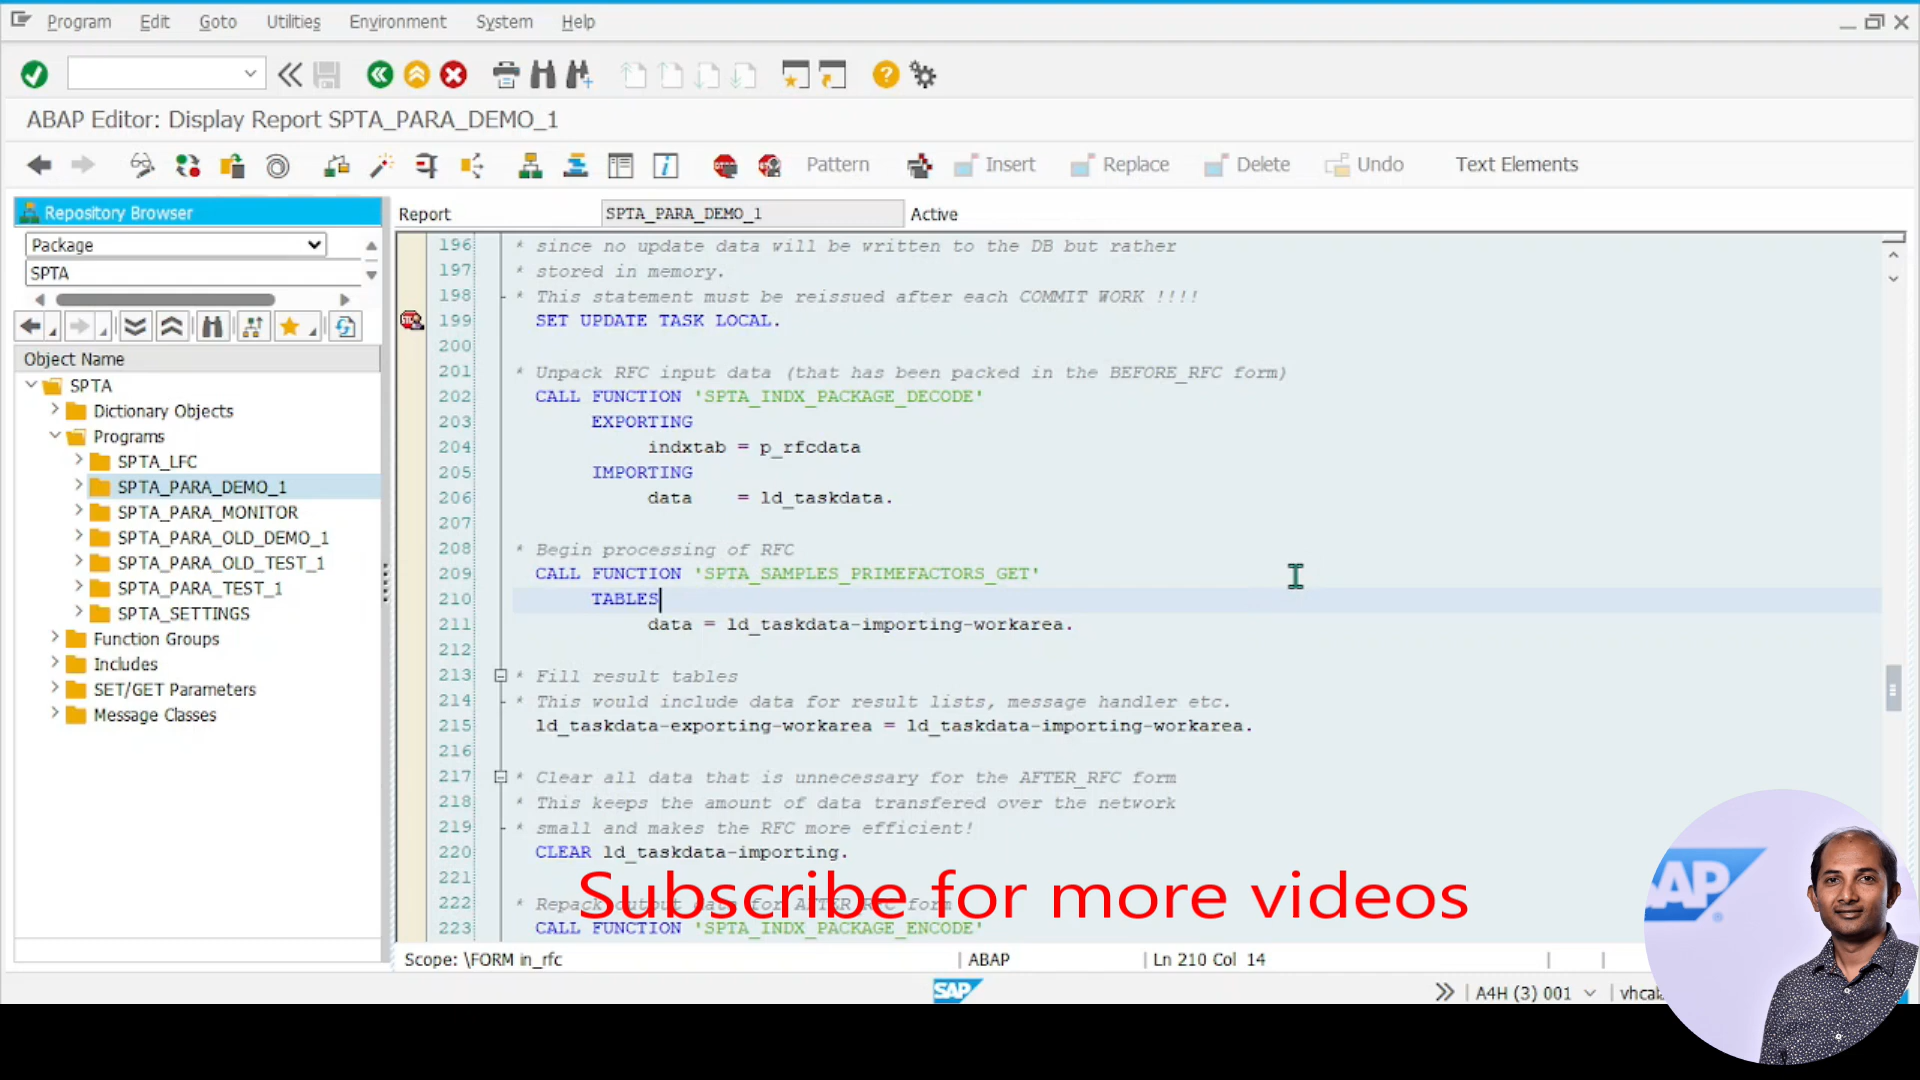 Program Edit Goto Utilities Environment System Help
ABAP Editor: Display Report SPTA_PARA_DEMO_1
Pattern Insert Replace Delete Undo Text Elements
Repository Browser
Package
SPTA
Object Name
SPTA
Dictionary Objects
Programs
SPTA_LFC
SPTA_PARA_DEMO_1
SPTA_PARA_MONITOR
SPTA_PARA_OLD_DEMO_1
SPTA_PARA_OLD_TEST_1
SPTA_PARA_TEST_1
SPTA_SETTINGS
Function Groups
Includes
SET/GET Parameters
Message Classes
Report SPTA_PARA_DEMO_1 Active
196 * since no update data will be written to the DB but rather
197 * stored in memory.
198 * This statement must be reissued after each COMMIT WORK !!!!
199 SET UPDATE TASK LOCAL.
200
201 * Unpack RFC input data (that has been packed in the BEFORE_RFC form)
202 CALL FUNCTION 'SPTA_INDX_PACKAGE_DECODE'
203 EXPORTING
204 indxtab = p_rfcdata
205 IMPORTING
206 data = ld_taskdata.
207
208 * Begin processing of RFC
209 CALL FUNCTION 'SPTA_SAMPLES_PRIMEFACTORS_GET'
210 TABLES
211 data = ld_taskdata-importing-workarea.
212
213 * Fill result tables
214 * This would include data for result lists, message handler etc.
215 ld_taskdata-exporting-workarea = ld_taskdata-importing-workarea.
216
217 * Clear all data that is unnecessary for the AFTER_RFC form
218 * This keeps the amount of data transfered over the network
219 * small and makes the RFC more efficient!
220 CLEAR ld_taskdata-importing.
221
222 * Repack output data for AFTER_RFC form
223 CALL FUNCTION 'SPTA_INDX_PACKAGE_ENCODE'
Subscribe for more videos
Scope: \FORM in_rfc ABAP Ln 210 Col 14
SAP A4H (3) 001 vhcal
SAP